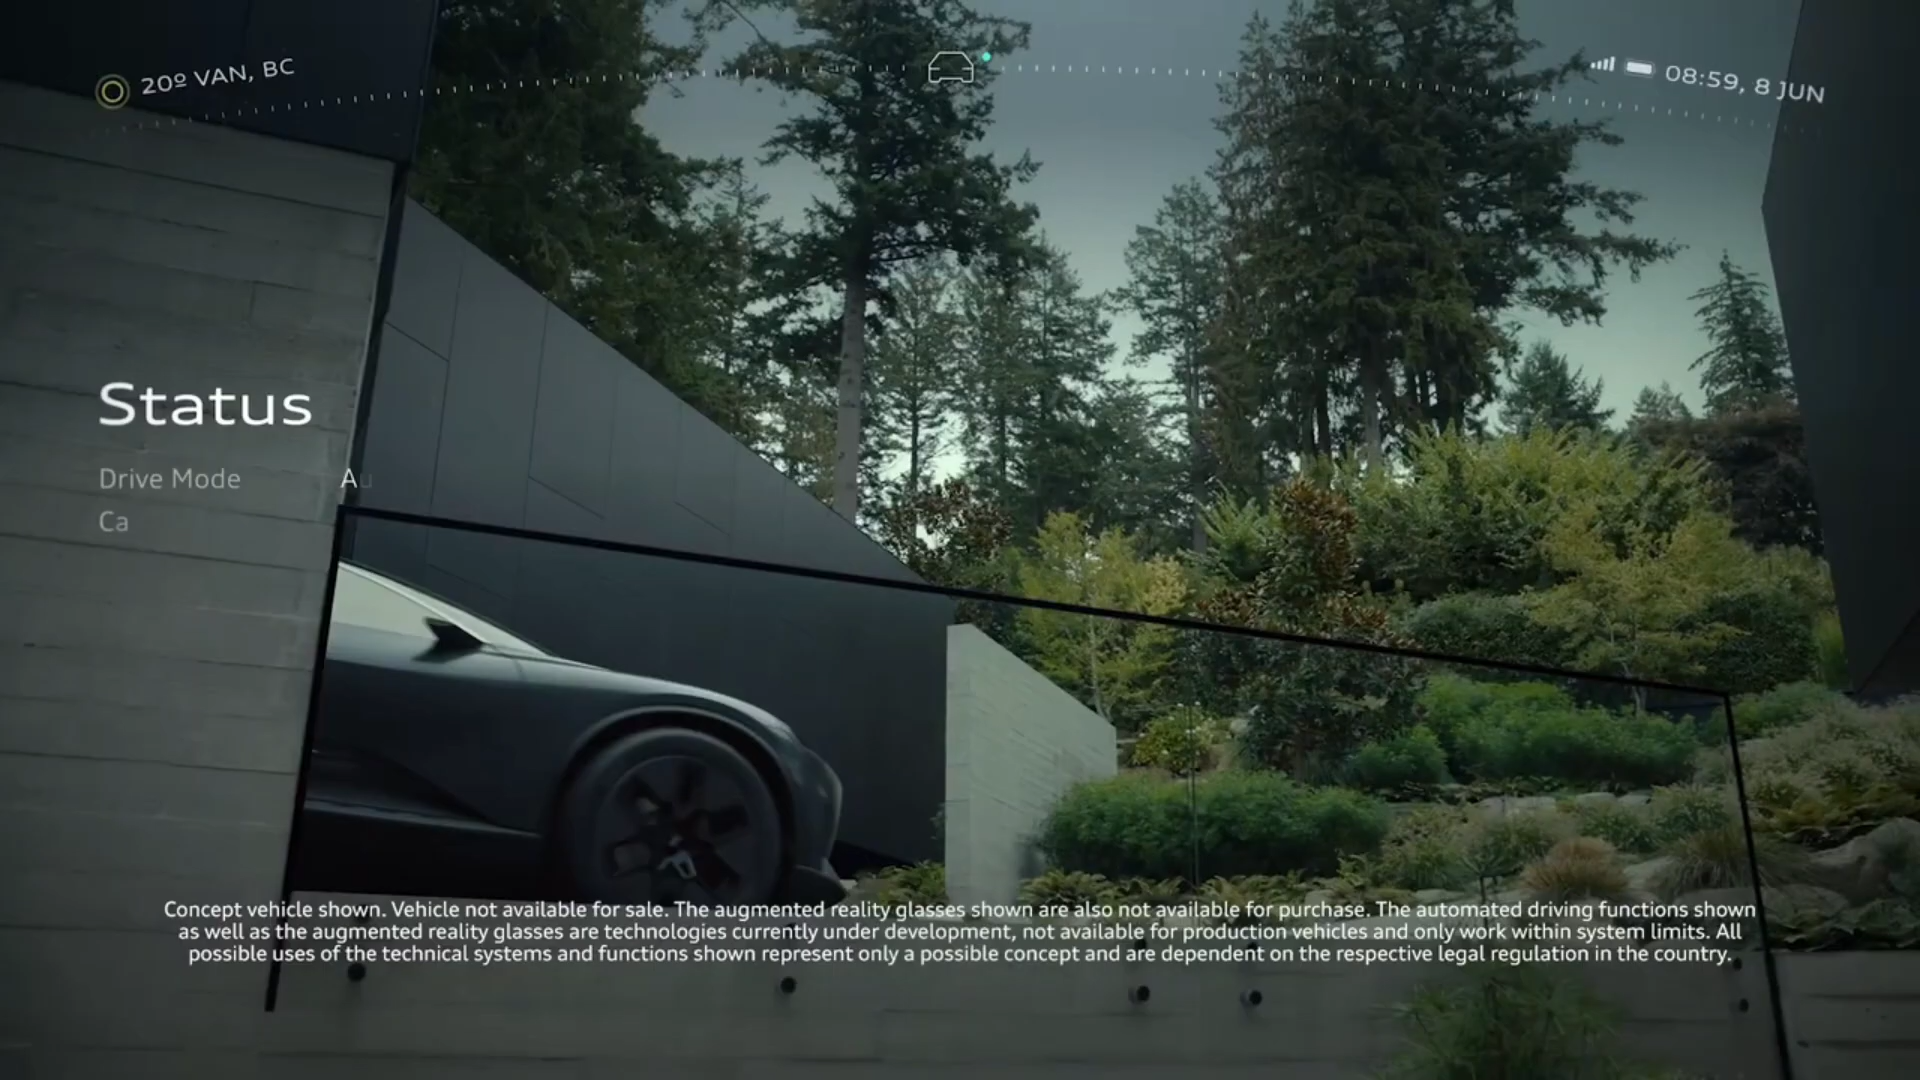 20º VAN, BC
08:59, 8 JUN
Status
Drive Mode Au
Ca
Concept vehicle shown. Vehicle not available for sale. The augmented reality glasses shown are also not available for purchase. The automated driving functions shown
as well as the augmented reality glasses are technologies currently under development, not available for production vehicles and only work within system limits. All
possible uses of the technical systems and functions shown represent only a possible concept and are dependent on the respective legal regulation in the country.